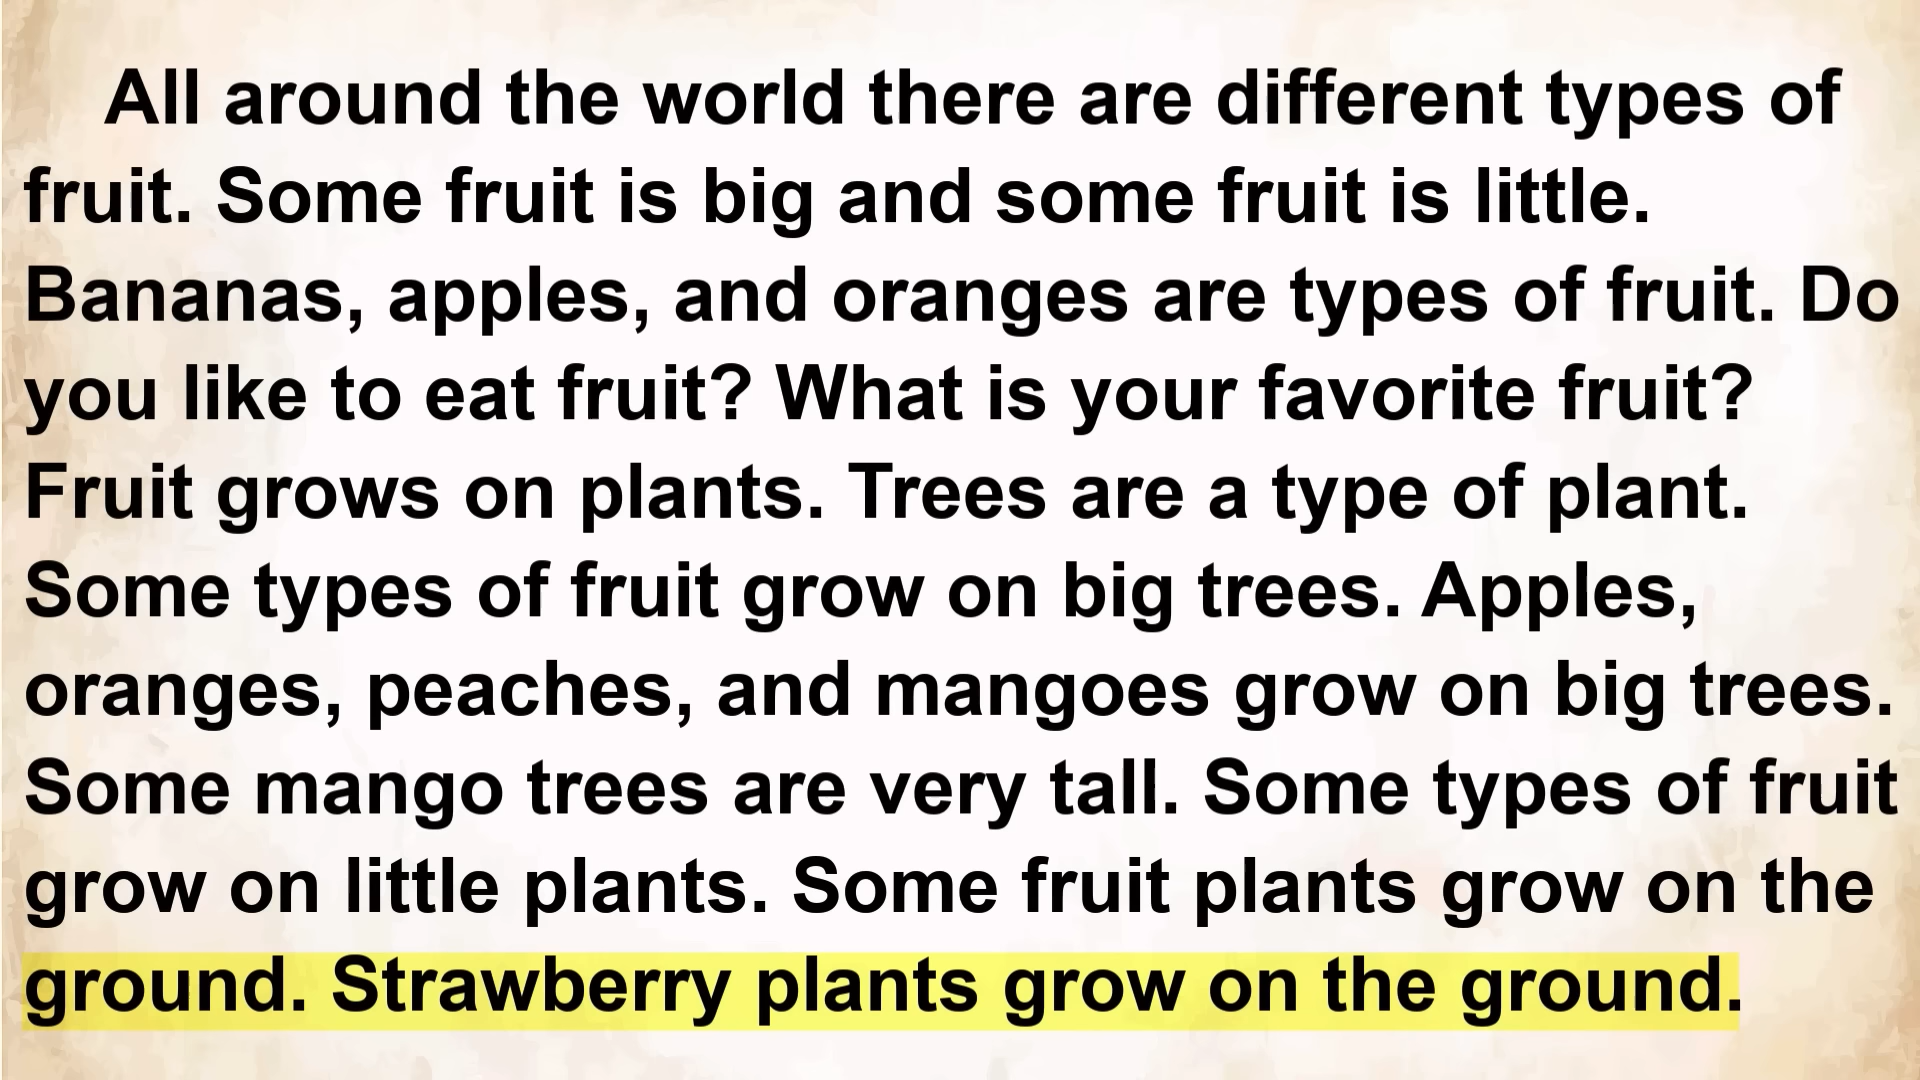 All around the world there are different types of
fruit. Some fruit is big and some fruit is little.
Bananas, apples, and oranges are types of fruit. Do
you like to eat fruit? What is your favorite fruit?
Fruit grows on plants. Trees are a type of plant.
Some types of fruit grow on big trees. Apples,
oranges, peaches, and mangoes grow on big trees.
Some mango trees are very tall. Some types of fruit
grow on little plants. Some fruit plants grow on the
ground. Strawberry plants grow on the ground.